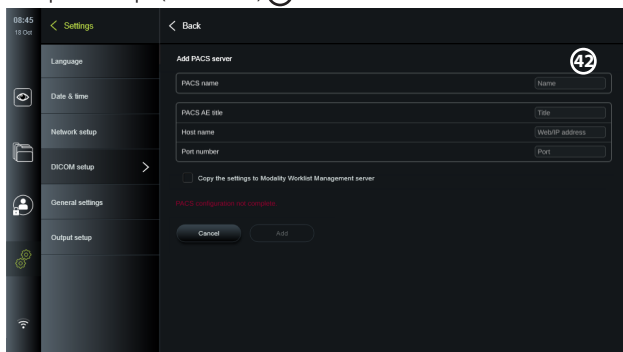 42
08:45
18 Oct
Settings
Back
Language
Date & time
Network setup
DICOM setup
General settings
Output setup
Add PACS server
PACS name
Name
PACS AE title
Title
Host name
Web/IP address
Port number
Port
Copy the settings to Modality Worklist Management server
PACS configuration not complete
Cancel
Add